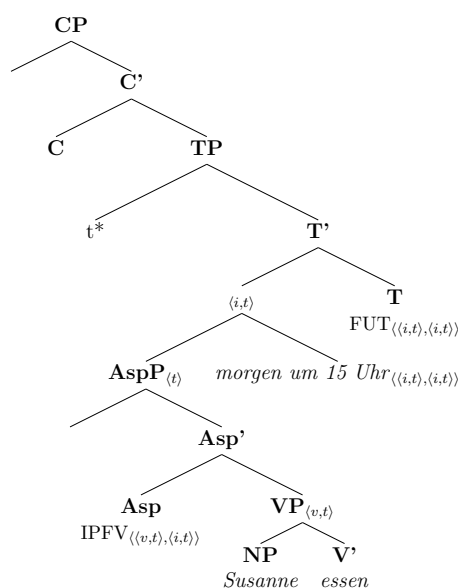 CP
C'
C TP
t* T'
⟨i,t⟩ T
FUT⟨⟨i,t⟩,⟨i,t⟩⟩
AspP⟨t⟩ morgen um 15 Uhr⟨⟨i,t⟩,⟨i,t⟩⟩
Asp'
Asp VP⟨v,t⟩
IPFV⟨⟨v,t⟩,⟨i,t⟩⟩
NP V'
Susanne essen